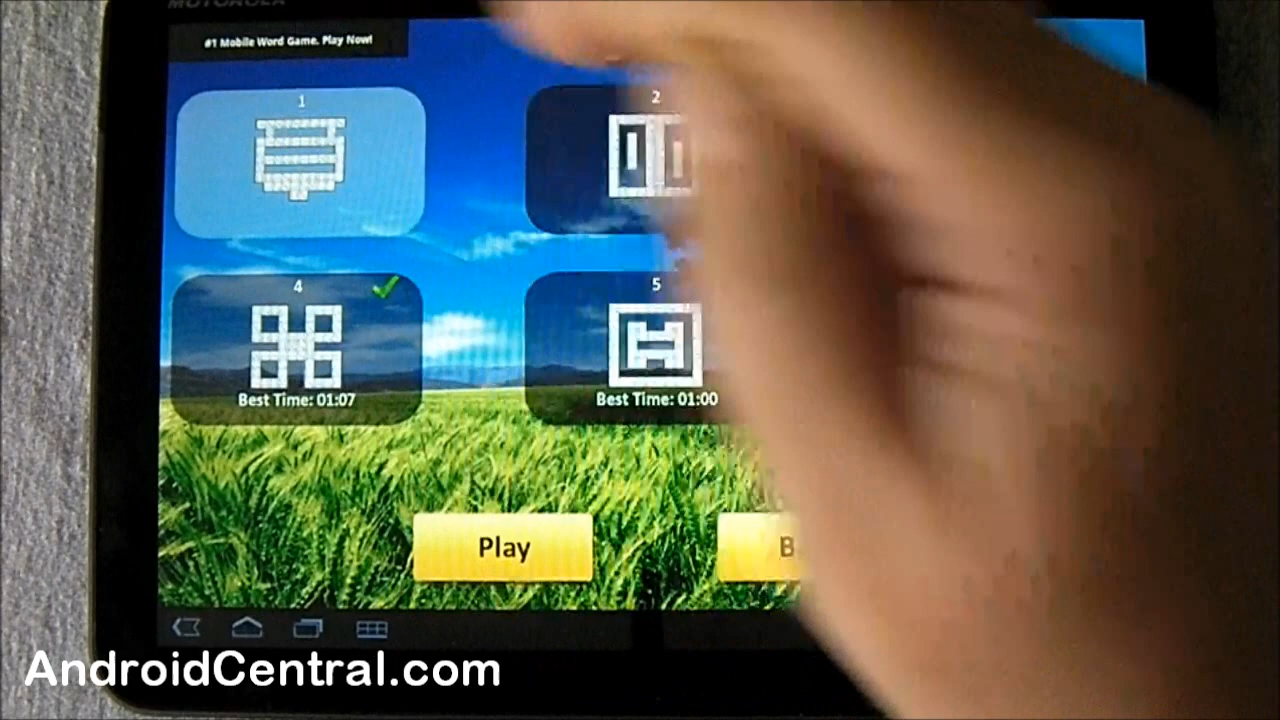 MOTOROLA
#1 Mobile Word Game. Play Now!
1
2
4
5
Best Time: 01:07
Best Time: 01:00
Play
B
AndroidCentral.com